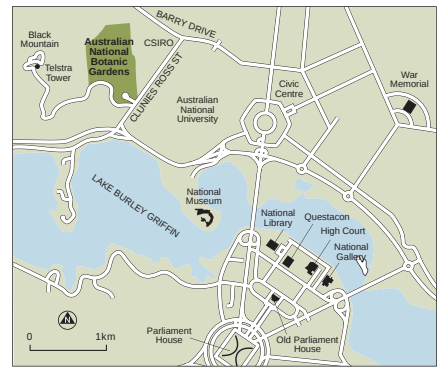 BARRY DRIVE
Black
Mountain
Australian
National
Botanic
Gardens
CSIRO
Telstra
Tower
CLUNIES ROSS ST
Australian
National
University
Civic
Centre
War
Memorial
LAKE BURLEY GRIFFIN
National
Museum
National
Library
Questacon
High Court
National
Gallery
N
0 1km
Parliament
House
Old Parliament
House